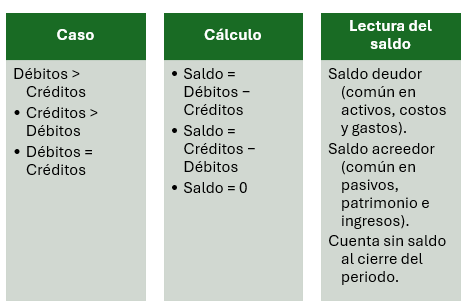 Caso
Débitos >
Créditos
• Créditos >
Débitos
• Débitos =
Créditos
Cálculo
• Saldo =
Débitos –
Créditos
• Saldo =
Créditos –
Débitos
• Saldo = 0
Lectura del
saldo
Saldo deudor
(común en
activos, costos
y gastos).
Saldo acreedor
(común en
pasivos,
patrimonio e
ingresos).
Cuenta sin saldo
al cierre del
periodo.